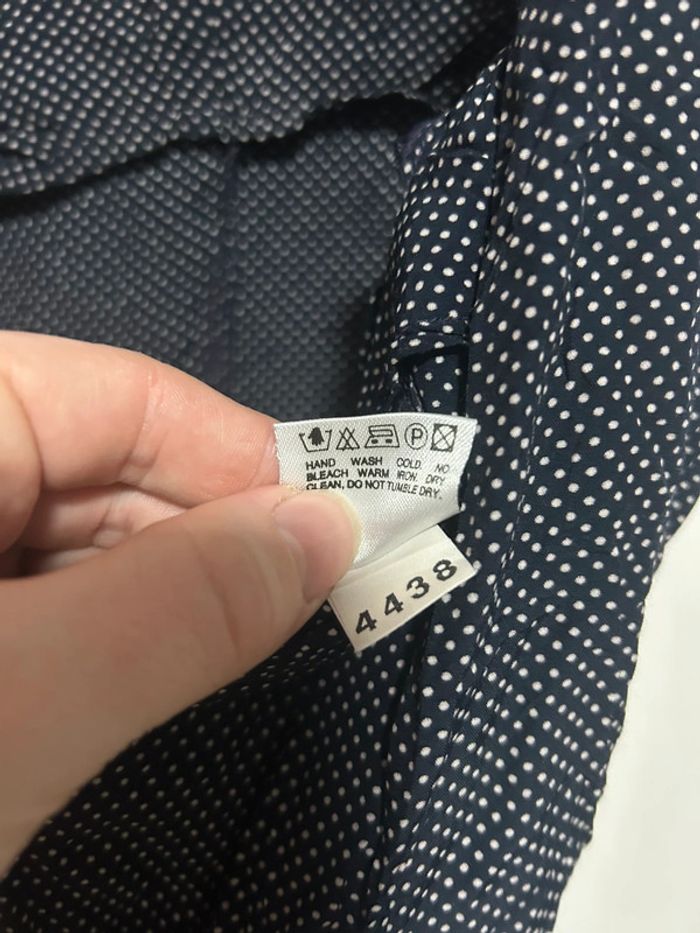 P
HAND WASH COLD. NO
BLEACH WARM IRON. DRY
CLEAN, DO NOT TUMBLE DRY.
4438